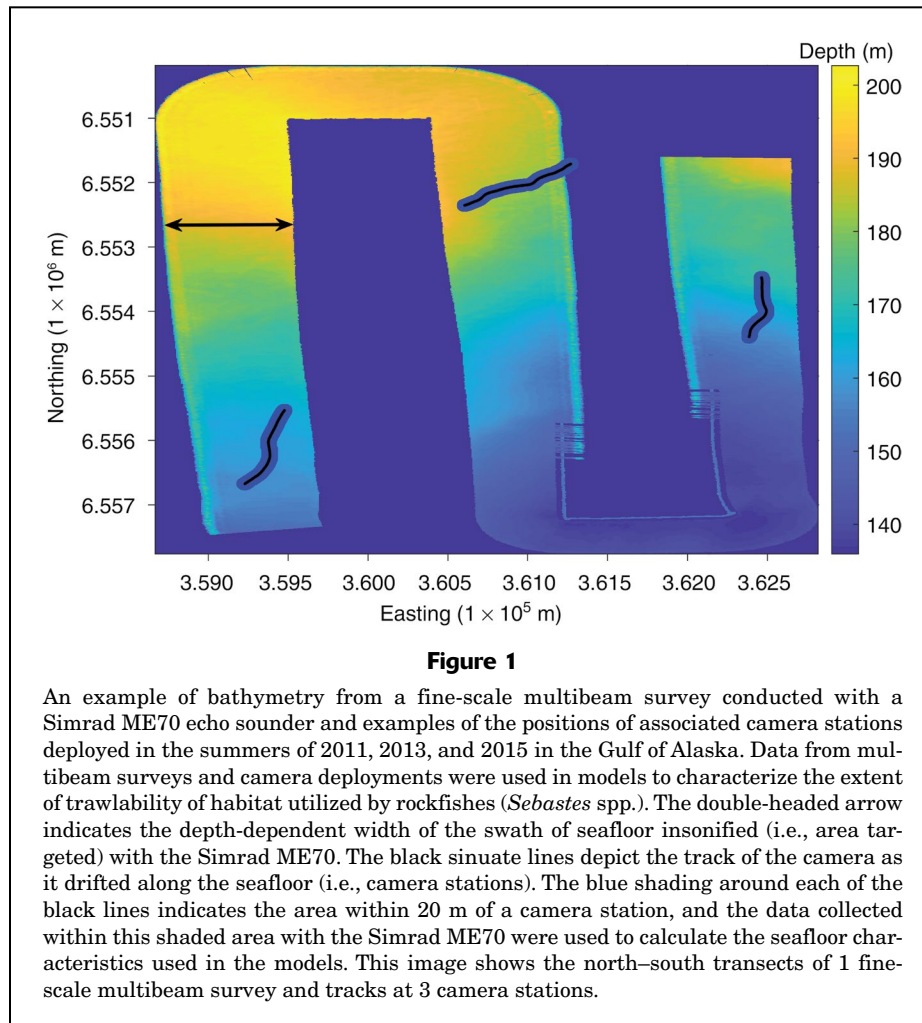 Depth (m)
200
190
180
170
160
150
140
6.551
6.552
6.553
6.554
6.555
6.556
6.557
Northing (1 × 10⁶ m)
3.590 3.595 3.600 3.605 3.610 3.615 3.620 3.625
Easting (1 × 10⁵ m)
Figure 1
An example of bathymetry from a fine-scale multibeam survey conducted with a
Simrad ME70 echo sounder and examples of the positions of associated camera stations
deployed in the summers of 2011, 2013, and 2015 in the Gulf of Alaska. Data from mul-
tibeam surveys and camera deployments were used in models to characterize the extent
of trawlability of habitat utilized by rockfishes (Sebastes spp.). The double-headed arrow
indicates the depth-dependent width of the swath of seafloor insonified (i.e., area tar-
geted) with the Simrad ME70. The black sinuate lines depict the track of the camera as
it drifted along the seafloor (i.e., camera stations). The blue shading around each of the
black lines indicates the area within 20 m of a camera station, and the data collected
within this shaded area with the Simrad ME70 were used to calculate the seafloor char-
acteristics used in the models. This image shows the north–south transects of 1 fine-
scale multibeam survey and tracks at 3 camera stations.